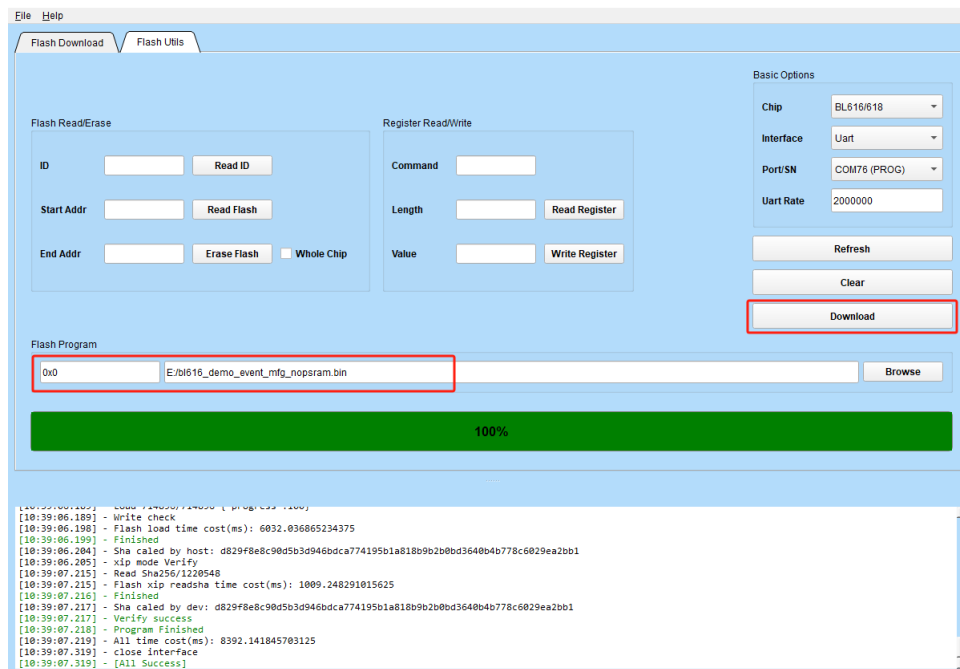 File Help
Flash Download Flash Utils
Basic Options
Chip BL616/618
Interface Uart
Port/SN COM76 (PROG)
Uart Rate 2000000
Refresh
Clear
Download
Flash Read/Erase
ID Read ID
Start Addr Read Flash
End Addr Erase Flash Whole Chip
Register Read/Write
Command
Length Read Register
Value Write Register
Flash Program
0x0 E:/bl616_demo_event_mfg_nopsram.bin Browse
100%
[10:39:06.189] - Write check
[10:39:06.198] - Flash load time cost(ms): 6032.036865234375
[10:39:06.199] - Finished
[10:39:06.204] - Sha caled by host: d829f8e8c90d5b3d946bdca774195b1a818b9b2b0bd3640b4b778c6029ea2bb1
[10:39:06.205] - xip mode Verify
[10:39:07.215] - Read Sha256/1220548
[10:39:07.215] - Flash xip readsha time cost(ms): 1009.248291015625
[10:39:07.216] - Finished
[10:39:07.217] - Sha caled by dev: d829f8e8c90d5b3d946bdca774195b1a818b9b2b0bd3640b4b778c6029ea2bb1
[10:39:07.217] - Verify success
[10:39:07.218] - Program Finished
[10:39:07.219] - All time cost(ms): 8392.141845703125
[10:39:07.319] - close interface
[10:39:07.319] - [All Success]